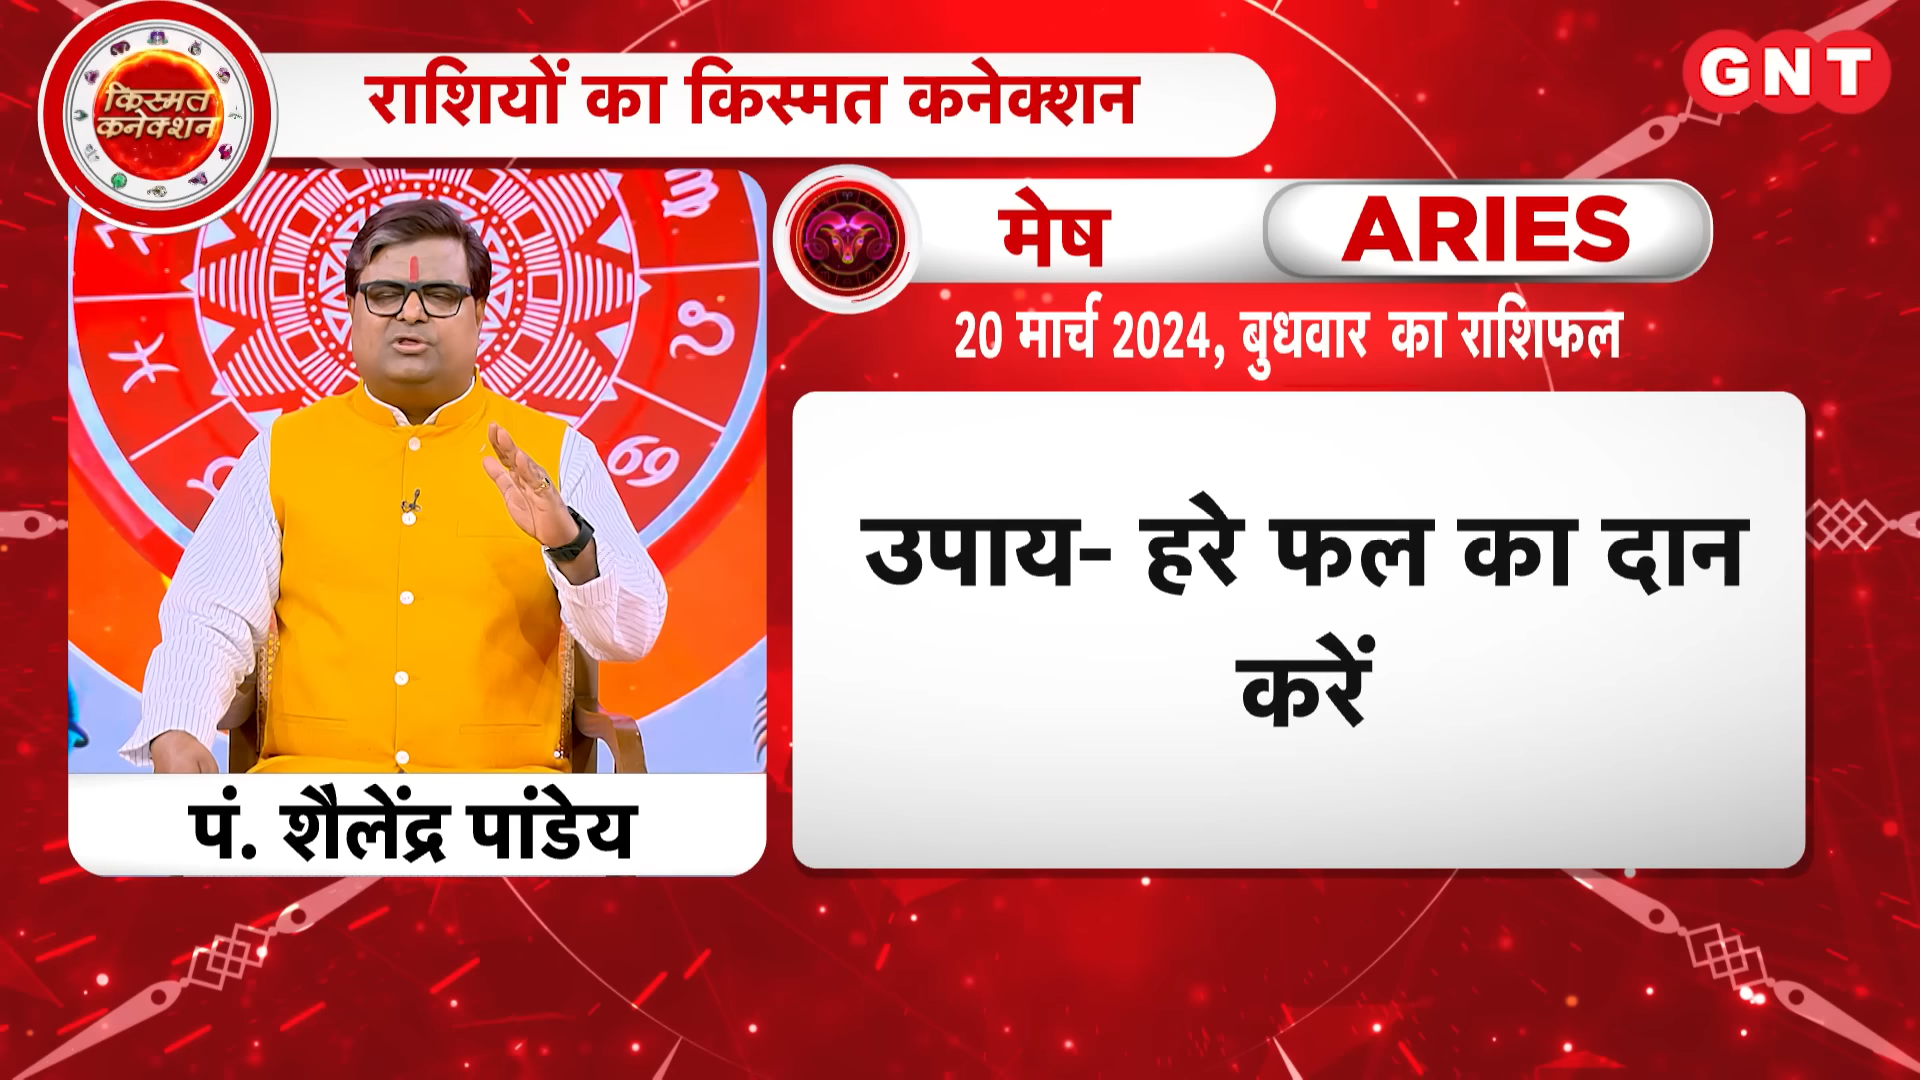 किस्मत
कनेक्शन
राशियों का किस्मत कनेक्शन
GNT
मेष
ARIES
20 मार्च 2024, बुधवार का राशिफल
उपाय- हरे फल का दान
करें
पं. शैलेंद्र पांडेय